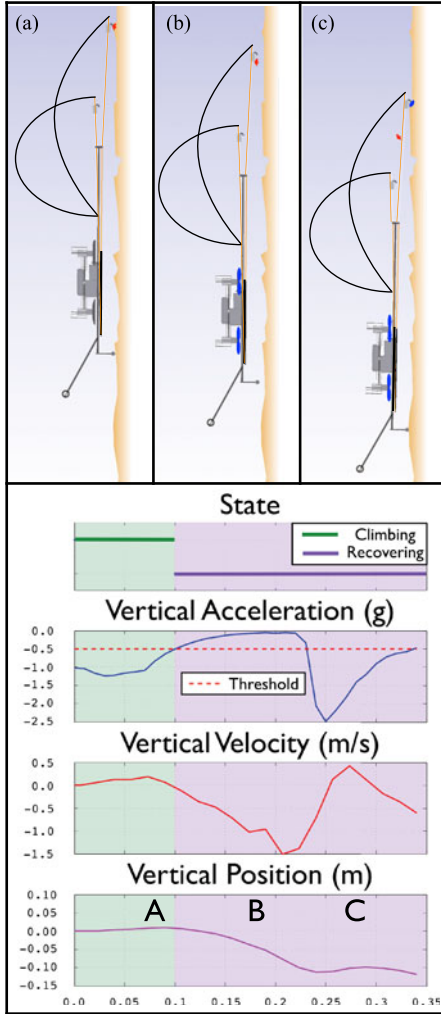 (a) (b) (c)
State
Climbing
Recovering
Vertical Acceleration (g)
0.0
-0.5
-1.0
-1.5
-2.0
-2.5
Threshold
Vertical Velocity (m/s)
0.5
0.0
-0.5
-1.0
-1.5
Vertical Position (m)
0.10
0.05
0.00
-0.05
-0.10
-0.15
A B C
0.0 0.05 0.1 0.15 0.2 0.25 0.3 0.35